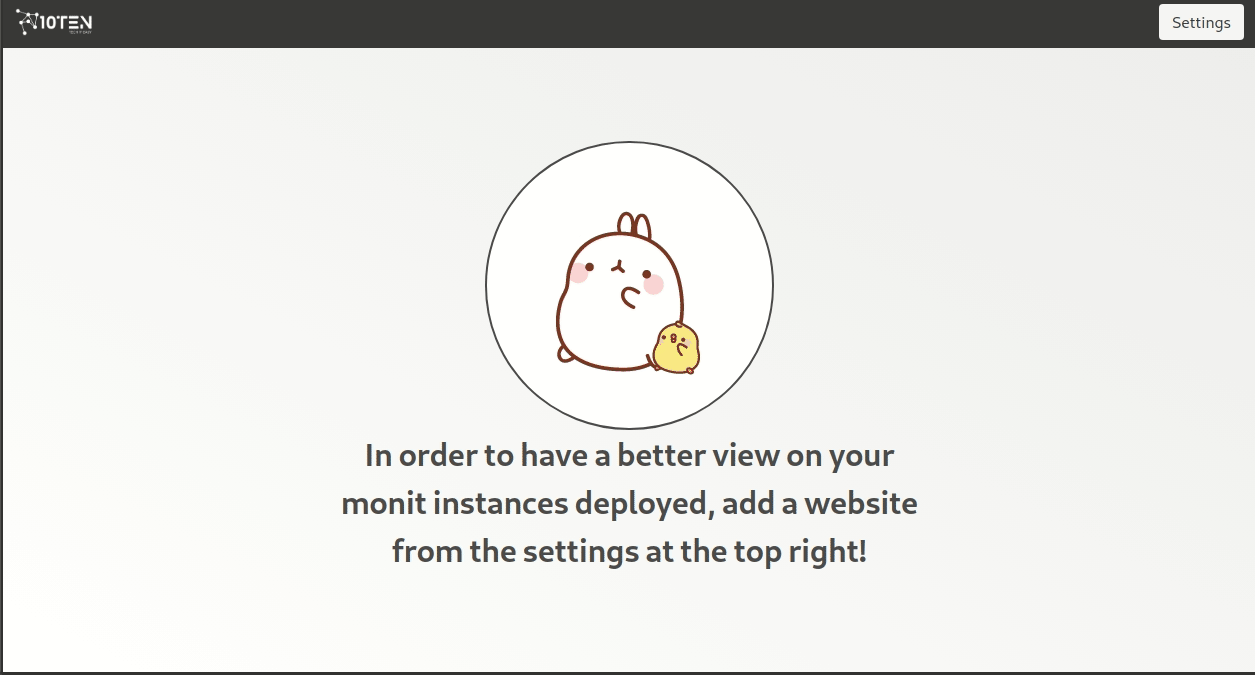 10TEN
Settings
In order to have a better view on your
monit instances deployed, add a website
from the settings at the top right!